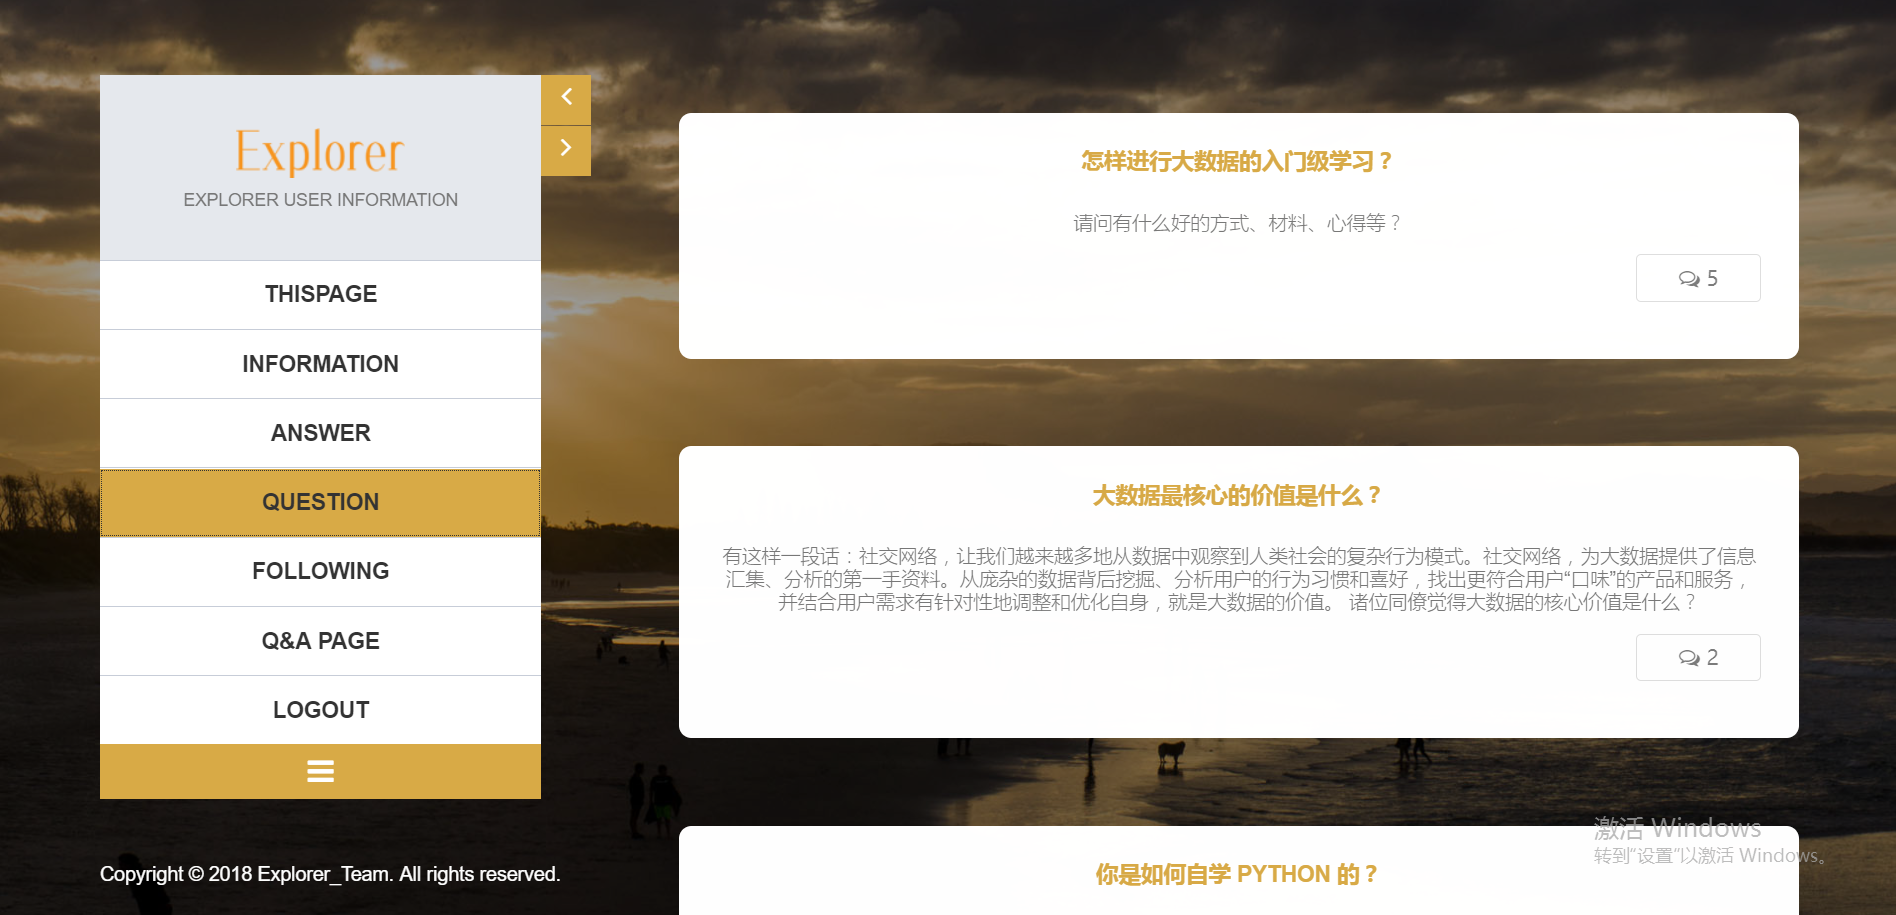 Explorer
EXPLORER USER INFORMATION
THISPAGE
INFORMATION
ANSWER
QUESTION
FOLLOWING
Q&A PAGE
LOGOUT
Copyright © 2018 Explorer_Team. All rights reserved.
怎样进行大数据的入门级学习？
请问有什么好的方式、材料、心得等？
5
大数据最核心的价值是什么？
有这样一段话：社交网络，让我们越来越多地从数据中观察到人类社会的复杂行为模式。社交网络，为大数据提供了信息
汇集、分析的第一手资料。从庞杂的数据背后挖掘、分析用户的行为习惯和喜好，找出更符合用户“口味”的产品和服务，
并结合用户需求有针对性地调整和优化自身，就是大数据的价值。 诸位同僚觉得大数据的核心价值是什么？
2
你是如何自学 PYTHON 的？
激活 Windows
转到“设置”以激活 Windows。